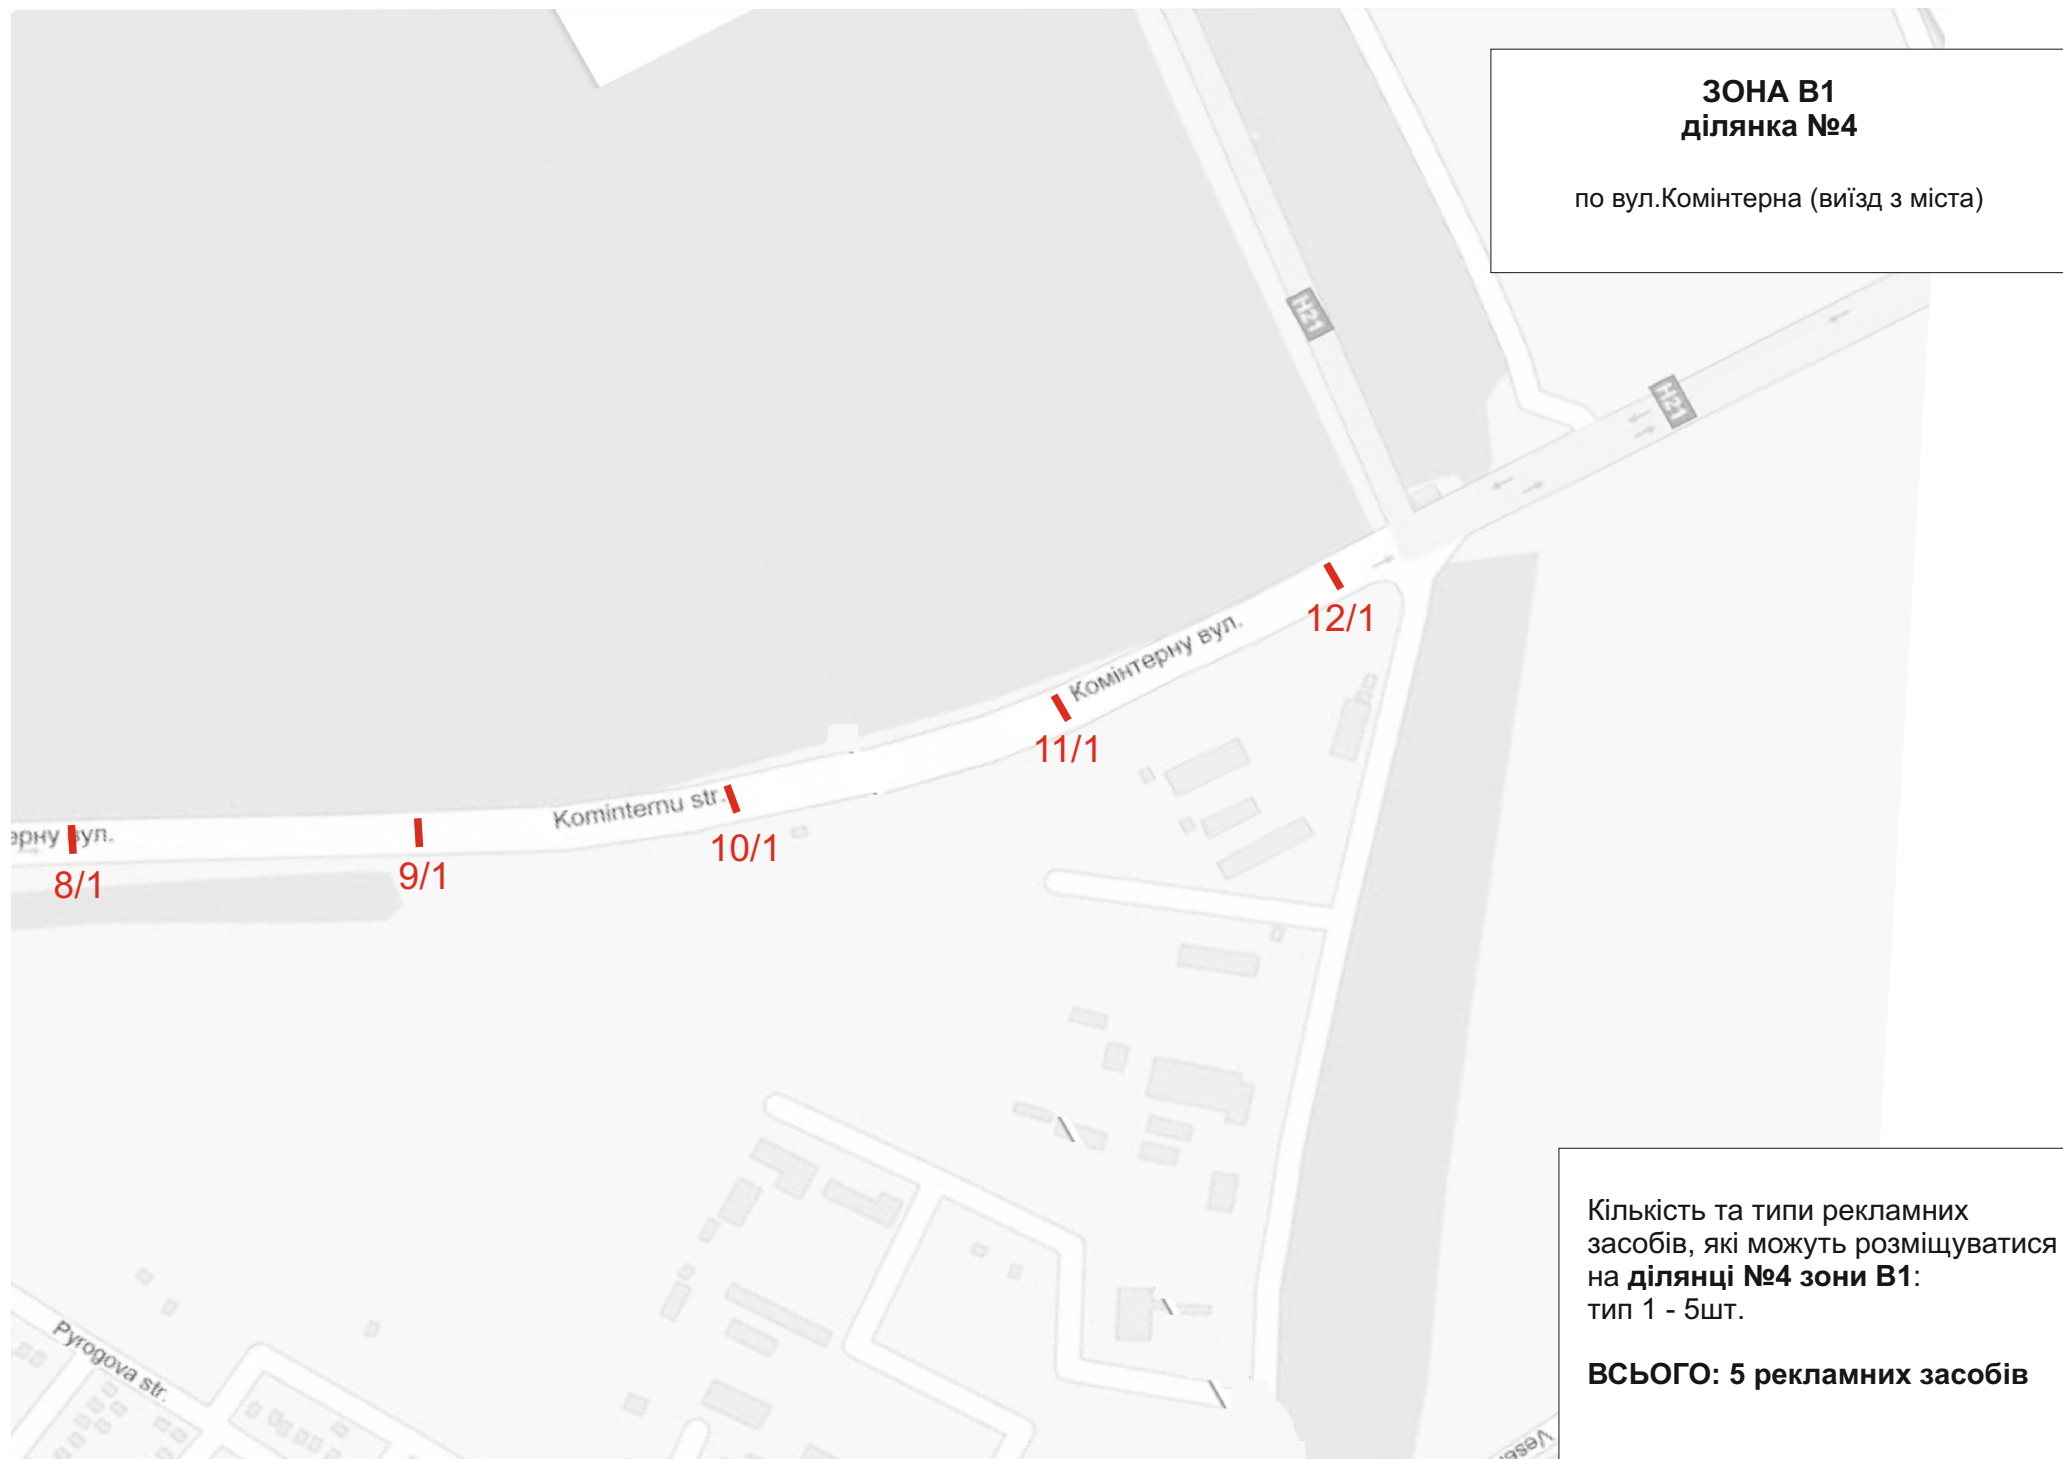 ЗОНА В1
ділянка №4
по вул.Комінтерна (виїзд з міста)
H21
H21
12/1
Комінтерну вул.
11/1
Kominternu str.
10/1
9/1
ерну вул.
8/1
Pyrogova str.
Кількість та типи рекламних
засобів, які можуть розміщуватися
на ділянці №4 зони В1:
тип 1 - 5шт.
ВСЬОГО: 5 рекламних засобів